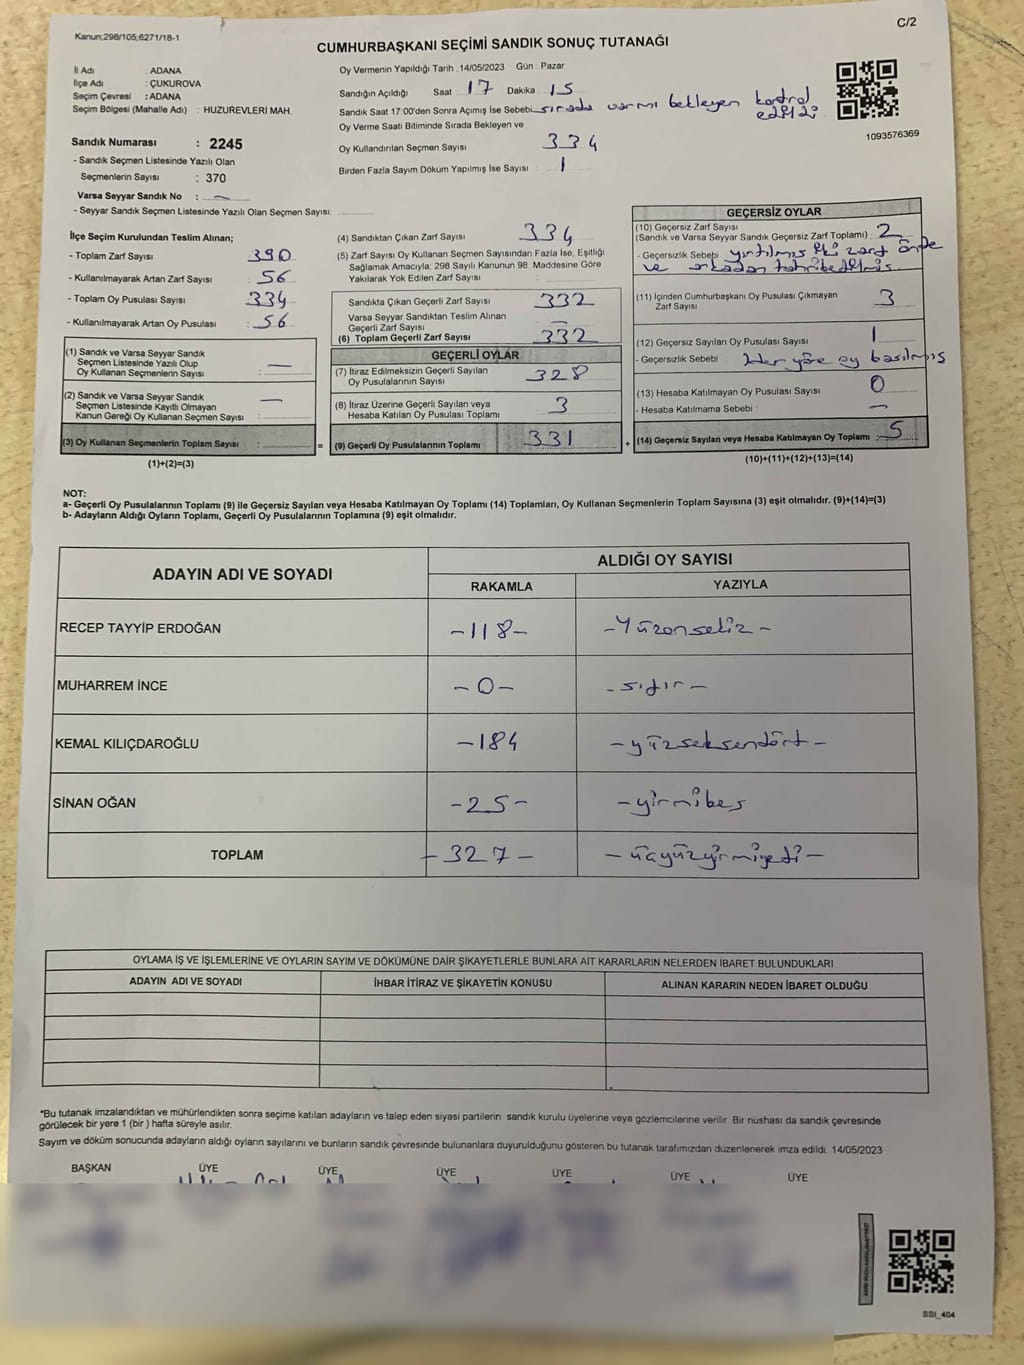 C/2
Kanun:298/105;6271/18-1
CUMHURBAŞKANI SEÇİMİ SANDIK SONUÇ TUTANAĞI
İl Adı : ADANA
İlçe Adı : ÇUKUROVA
Seçim Çevresi : ADANA
Seçim Bölgesi (Mahalle Adı) : HUZUREVLERİ MAH.
Sandık Numarası : 2245
- Sandık Seçmen Listesinde Yazılı Olan
Seçmenlerin Sayısı : 370
Varsa Seyyar Sandık No : –
- Seyyar Sandık Seçmen Listesinde Yazılı Olan Seçmen Sayısı:
Oy Vermenin Yapıldığı Tarih : 14/05/2023 Gün : Pazar
Sandığın Açıldığı Saat 17 Dakika 15
Sandık Saat 17:00'den Sonra Açımış İse Sebebi sırada varmı bekleyen kontrol
edildi
Oy Verme Saati Bitiminde Sırada Bekleyen ve
Oy Kullandırılan Seçmen Sayısı 334
Birden Fazla Sayım Döküm Yapılmış İse Sayısı 1
1093576369
İlçe Seçim Kurulundan Teslim Alınan;
- Toplam Zarf Sayısı : 390
- Kullanılmayarak Artan Zarf Sayısı : 56
- Toplam Oy Pusulası Sayısı : 334
- Kullanılmayarak Artan Oy Pusulası : 56
(1) Sandık ve Varsa Seyyar Sandık
Seçmen Listesinde Yazılı Olup
Oy Kullanan Seçmenlerin Sayısı : –
(2) Sandık ve Varsa Seyyar Sandık
Seçmen Listesinde Kayıtlı Olmayan
Kanun Gereği Oy Kullanan Seçmen Sayısı : –
(3) Oy Kullanan Seçmenlerin Toplam Sayısı :
(1)+(2)=(3)
(4) Sandıktan Çıkan Zarf Sayısı 334
(5) Zarf Sayısı Oy Kullanan Seçmen Sayısından Fazla İse, Eşitliği
Sağlamak Amacıyla; 298 Sayılı Kanunun 98 Maddesine Göre
Yakılarak Yok Edilen Zarf Sayısı :
Sandıkta Çıkan Geçerli Zarf Sayısı 332
Varsa Seyyar Sandıktan Teslim Alınan
Geçerli Zarf Sayısı –
(6) Toplam Geçerli Zarf Sayısı 332
GEÇERLİ OYLAR
(7) İtiraz Edilmeksizin Geçerli Sayılan
Oy Pusulalarının Sayısı 328
(8) İtiraz Üzerine Geçerli Sayılan veya
Hesaba Katılan Oy Pusulası Toplamı 3
= (9) Geçerli Oy Pusulalarının Toplamı 331
GEÇERSİZ OYLAR
(10) Geçersiz Zarf Sayısı
(Sandık ve Varsa Seyyar Sandık Geçersiz Zarf Toplamı) : 2
- Geçersizlik Sebebi yırtılmış iki zarf önde
ve arkadan tahribedilmiş
(11) İçinden Cumhurbaşkanı Oy Pusulası Çıkmayan
Zarf Sayısı 3
(12) Geçersiz Sayılan Oy Pusulası Sayısı 1
- Geçersizlik Sebebi Her yöre oy basılmış
(13) Hesaba Katılmayan Oy Pusulası Sayısı 0
- Hesaba Katılmama Sebebi : –
+ (14) Geçersiz Sayılan veya Hesaba Katılmayan Oy Toplamı : 5
(10)+(11)+(12)+(13)=(14)
NOT:
a- Geçerli Oy Pusulalarının Toplamı (9) ile Geçersiz Sayılan veya Hesaba Katılmayan Oy Toplamı (14) Toplamları, Oy Kullanan Seçmenlerin Toplam Sayısına (3) eşit olmalıdır. (9)+(14)=(3)
b- Adayların Aldığı Oyların Toplamı, Geçerli Oy Pusulalarının Toplamına (9) eşit olmalıdır.
ADAYIN ADI VE SOYADI ALDIĞI OY SAYISI
RAKAMLA YAZIYLA
RECEP TAYYİP ERDOĞAN –118– –Yüzonsekiz–
MUHARREM İNCE –0– –sıfır–
KEMAL KILIÇDAROĞLU –184 –yüzseksendört–
SİNAN OĞAN –25– –yirmibeş
TOPLAM –327– –üçyüzyirmiyedi–
OYLAMA İŞ VE İŞLEMLERİNE VE OYLARIN SAYIM VE DÖKÜMÜNE DAİR ŞİKAYETLERLE BUNLARA AİT KARARLARIN NELERDEN İBARET BULUNDUKLARI
ADAYIN ADI VE SOYADI İHBAR İTİRAZ VE ŞİKAYETİN KONUSU ALINAN KARARIN NEDEN İBARET OLDUĞU
*Bu tutanak imzalandıktan ve mühürlendikten sonra seçime katılan adayların ve talep eden siyasi partilerin sandık kurulu üyelerine veya gözlemcilerine verilir. Bir nüshası da sandık çevresinde
görülecek bir yere 1 (bir ) hafta süreyle asılır.
Sayım ve döküm sonucunda adayların aldığı oyların sayılarını ve bunların sandık çevresinde bulunanlara duyurulduğunu gösteren bu tutanak tarafımızdan düzenlenerek imza edildi. 14/05/2023
BAŞKAN ÜYE ÜYE ÜYE ÜYE ÜYE ÜYE
SSI_404